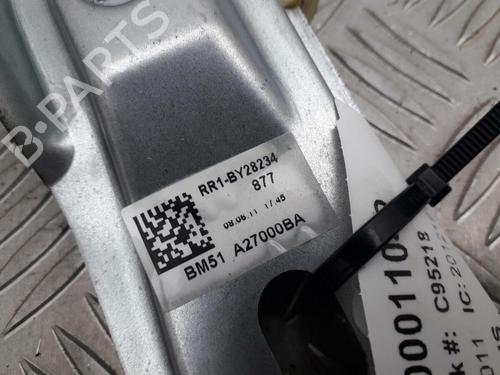 B-PARTS
RR1-BY28234
877
08.06.11 17:45
BM51 A27000BA
C95218